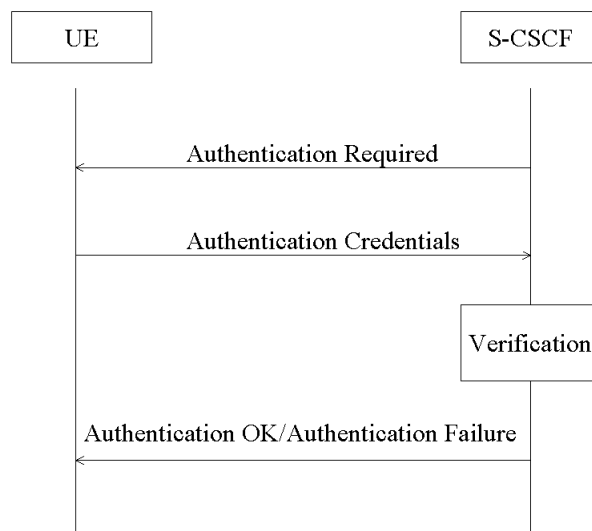 UE
S-CSCF
Authentication Required
Authentication Credentials
Verification
Authentication OK/Authentication Failure